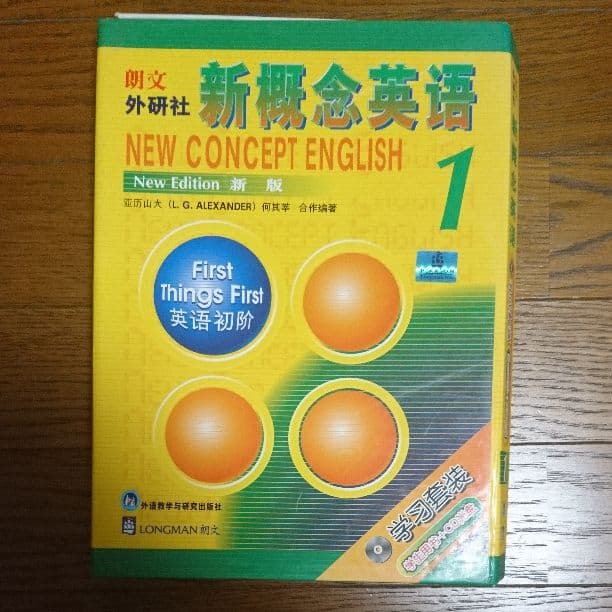 朗文
外研社
新概念英语
NEW CONCEPT ENGLISH
1
New Edition 新版
亚历山大（L. G. ALEXANDER）何其莘 合作编著
First
Things First
英语初阶
学习套装
外语教学与研究出版社
LONGMAN 朗文